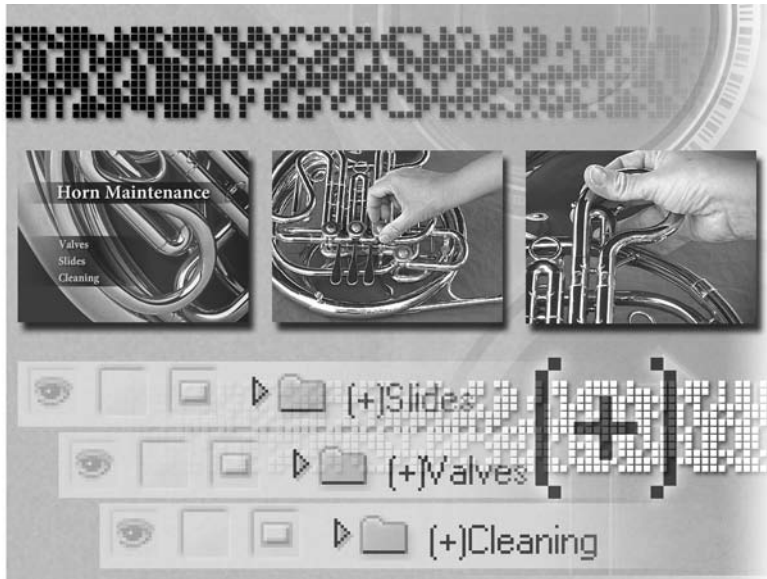 Horn Maintenance
Valves
Slides
Cleaning
(+)Slides
(+)Valves
(+)Cleaning
[+]